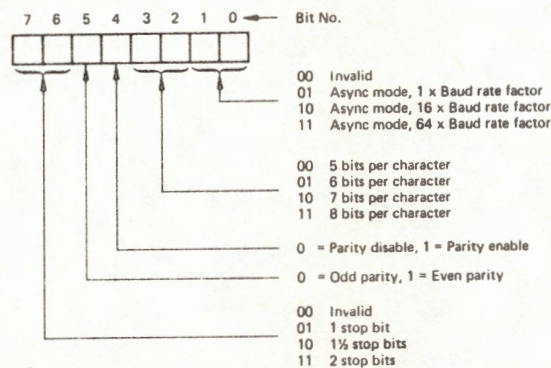 7 6 5 4 3 2 1 0 Bit No.
00 Invalid
01 Async mode, 1 x Baud rate factor
10 Async mode, 16 x Baud rate factor
11 Async mode, 64 x Baud rate factor
00 5 bits per character
01 6 bits per character
10 7 bits per character
11 8 bits per character
0 = Parity disable, 1 = Parity enable
0 = Odd parity, 1 = Even parity
00 Invalid
01 1 stop bit
10 1½ stop bits
11 2 stop bits